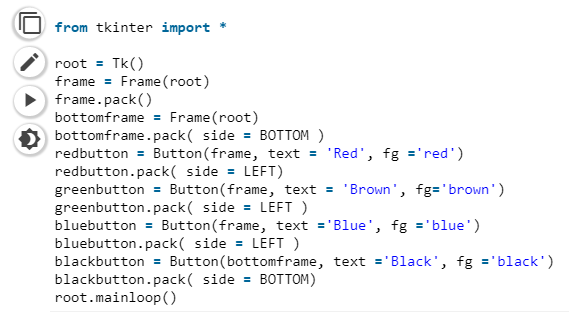 from tkinter import *
root = Tk()
frame = Frame(root)
frame.pack()
bottomframe = Frame(root)
bottomframe.pack( side = BOTTOM )
redbutton = Button(frame, text = 'Red', fg ='red')
redbutton.pack( side = LEFT)
greenbutton = Button(frame, text = 'Brown', fg='brown')
greenbutton.pack( side = LEFT )
bluebutton = Button(frame, text ='Blue', fg ='blue')
bluebutton.pack( side = LEFT )
blackbutton = Button(bottomframe, text ='Black', fg ='black')
blackbutton.pack( side = BOTTOM)
root.mainloop()